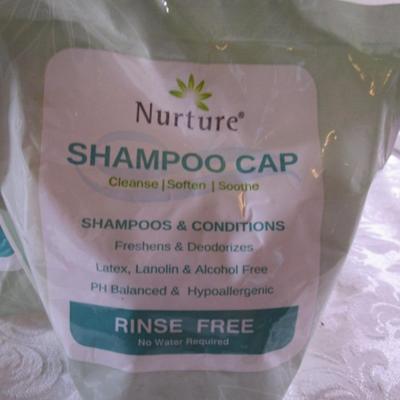 Nurture®
SHAMPOO CAP
Cleanse | Soften | Soothe
SHAMPOOS & CONDITIONS
Freshens & Deodorizes
Latex, Lanolin & Alcohol Free
PH Balanced & Hypoallergenic
RINSE FREE
No Water Required